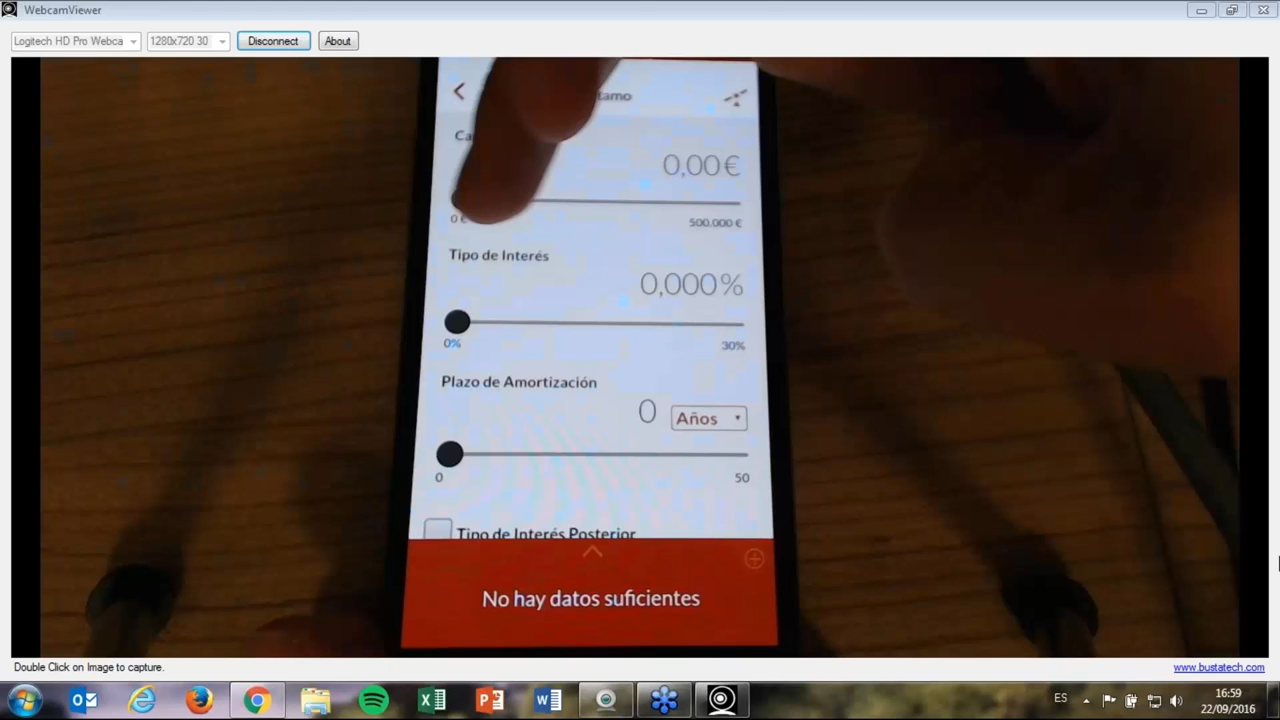 WebcamViewer
Logitech HD Pro Webca
1280x720 30
Disconnect
About
tamo
Ca
0,00€
0 €
500.000 €
Tipo de Interés
0,000%
0%
30%
Plazo de Amortización
0
Años
0
50
Tipo de Interés Posterior
No hay datos suficientes
Double Click on Image to capture.
www.bustatech.com
ES
16:59
22/09/2016